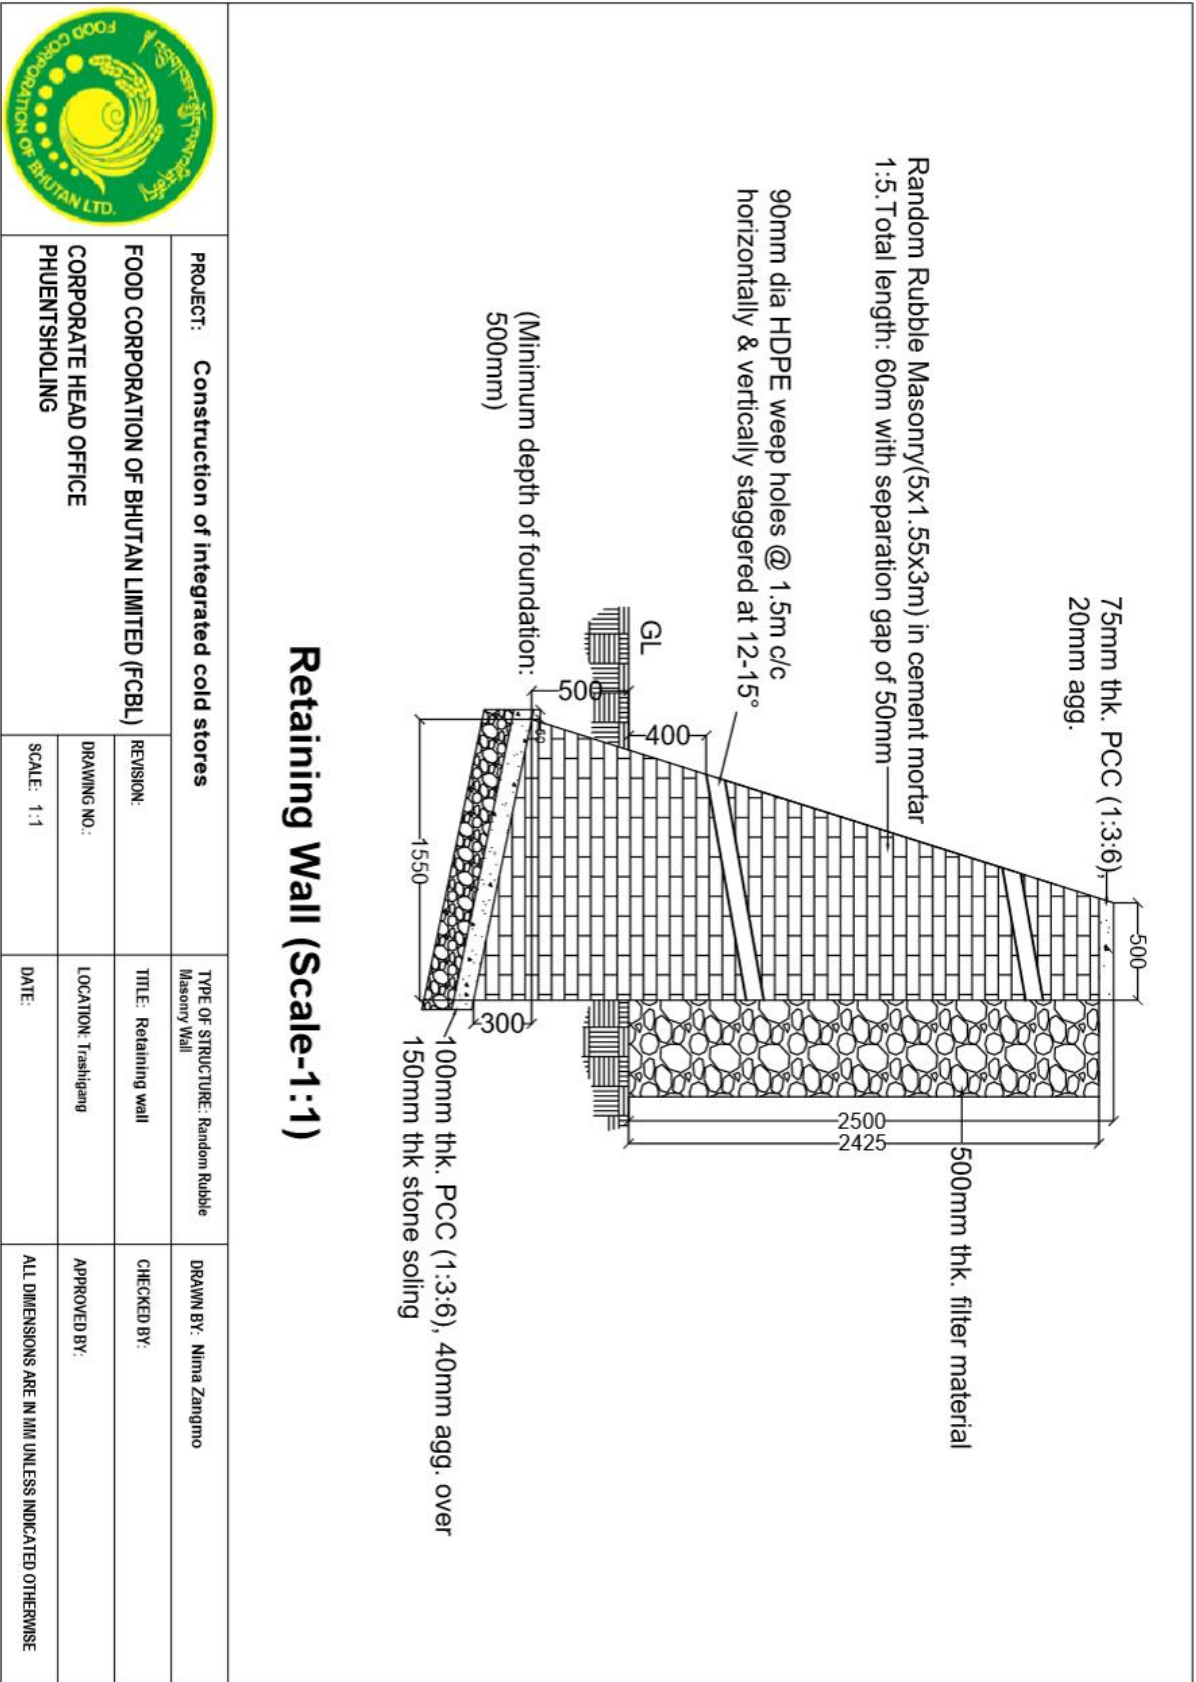 75mm thk. PCC (1:3:6),
20mm agg.
500
Random Rubble Masonry(5x1.55x3m) in cement mortar
1:5.Total length: 60m with separation gap of 50mm
90mm dia HDPE weep holes @ 1.5m c/c
horizontally & vertically staggered at 12-15°
500mm thk. filter material
2500
2425
GL
400
500
(Minimum depth of foundation:
500mm)
50
300
1550
100mm thk. PCC (1:3:6), 40mm agg. over
150mm thk stone soling
Retaining Wall (Scale-1:1)
FOOD CORPORATION OF BHUTAN LTD.
PROJECT: Construction of integrated cold stores
TYPE OF STRUCTURE: Random Rubble
Masonry Wall
DRAWN BY: Nima Zangmo
FOOD CORPORATION OF BHUTAN LIMITED (FCBL)
CORPORATE HEAD OFFICE
PHUENTSHOLING
REVISION:
TITLE: Retaining wall
CHECKED BY:
DRAWING NO.:
LOCATION: Trashigang
APPROVED BY:
SCALE: 1:1
DATE:
ALL DIMENSIONS ARE IN MM UNLESS INDICATED OTHERWISE